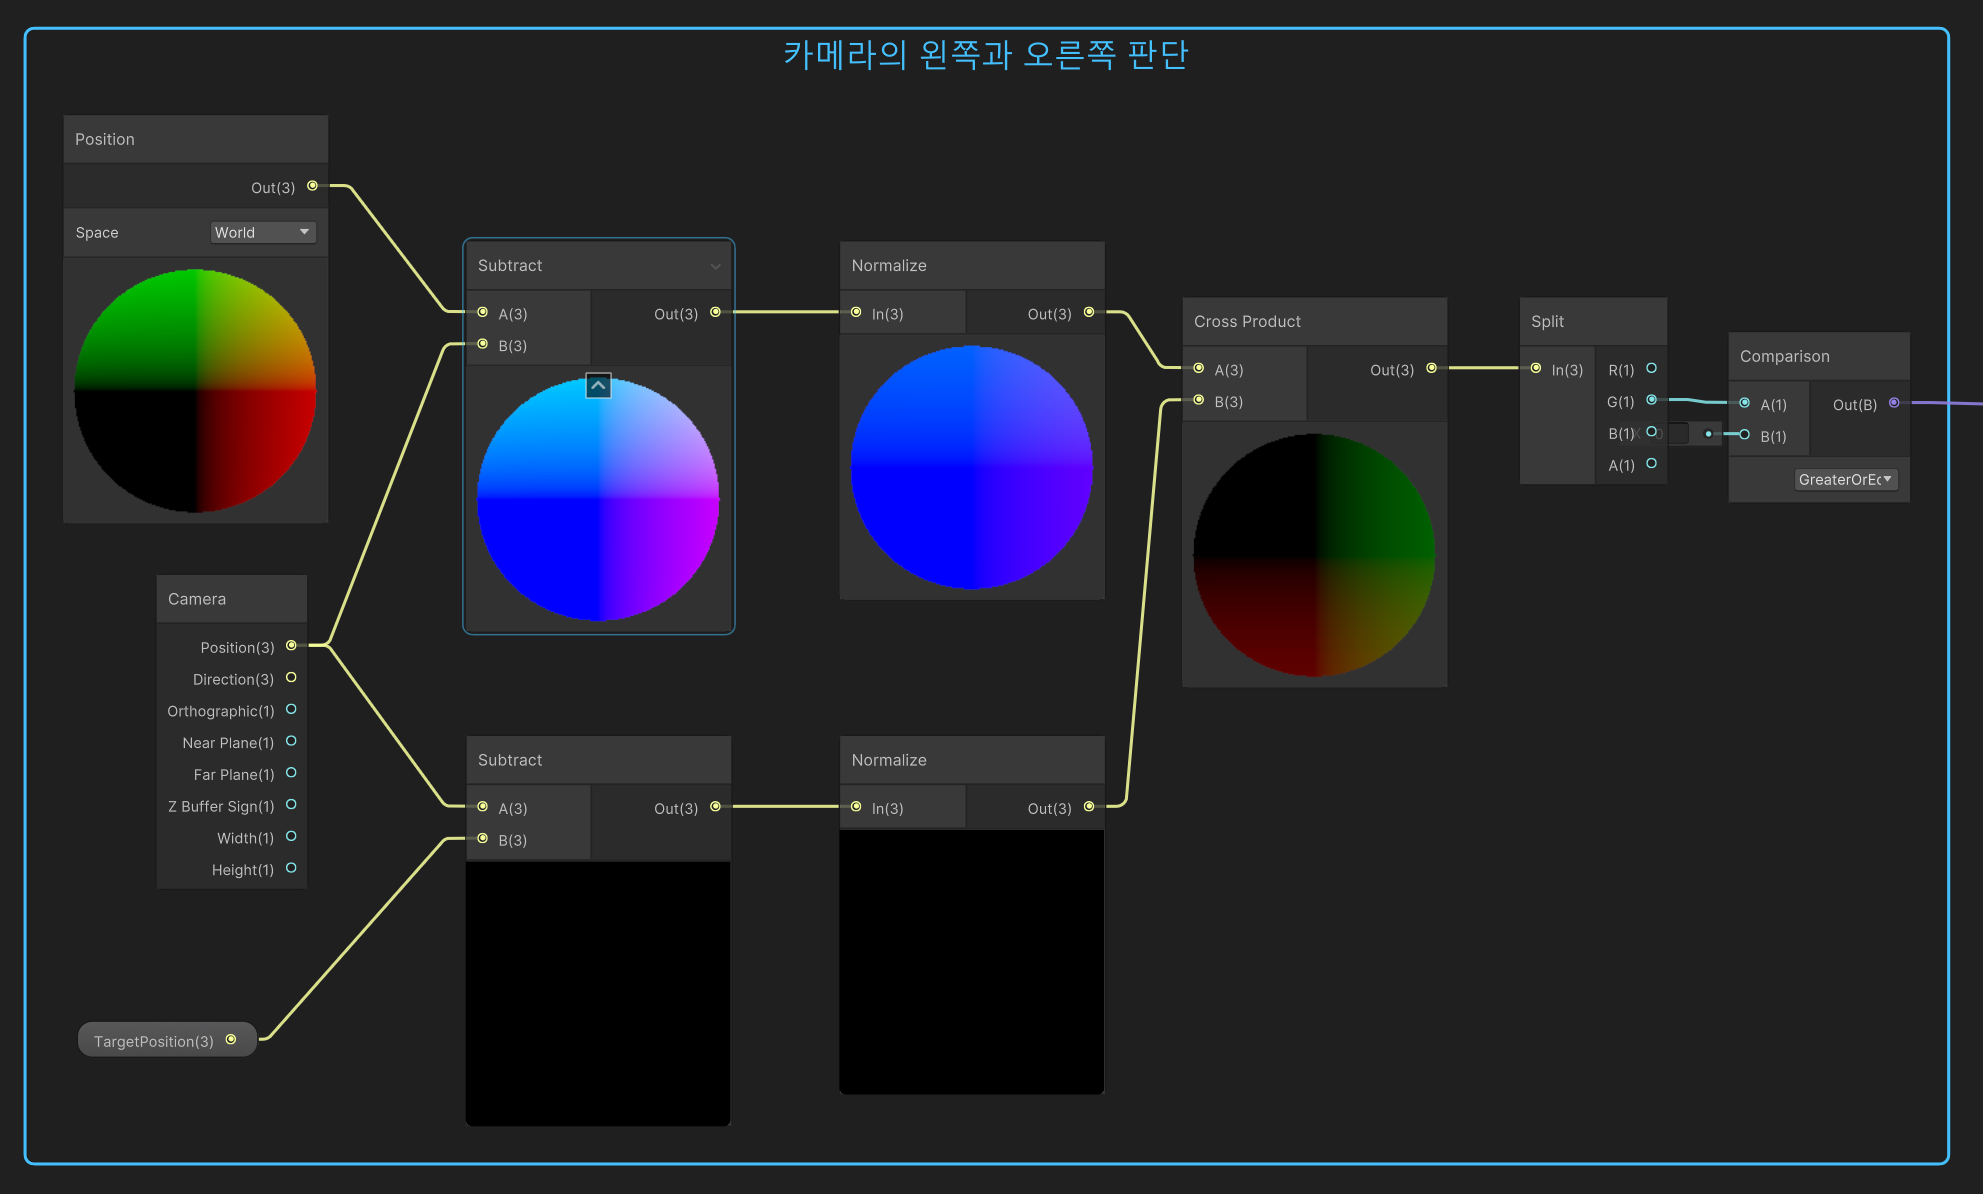 카메라의 왼쪽과 오른쪽 판단
Position
Out(3)
Space
World
Subtract
A(3)
Out(3)
B(3)
Normalize
In(3)
Out(3)
Cross Product
A(3)
Out(3)
B(3)
Split
In(3)
R(1)
G(1)
B(1)
A(1)
Comparison
A(1)
Out(B)
B(1)
GreaterOrEc
Camera
Position(3)
Direction(3)
Orthographic(1)
Near Plane(1)
Far Plane(1)
Z Buffer Sign(1)
Width(1)
Height(1)
Subtract
A(3)
Out(3)
B(3)
Normalize
In(3)
Out(3)
TargetPosition(3)